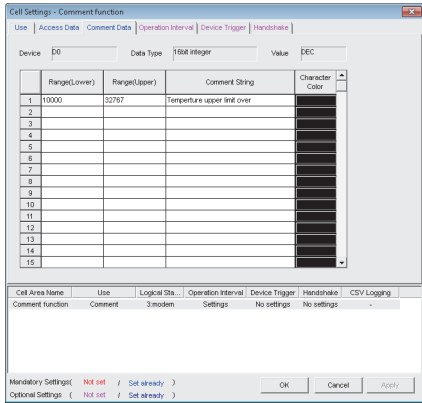 Cell Settings - Comment function
Use Access Data Comment Data Operation Interval Device Trigger Handshake
Device D0 Data Type 16bit integer Value DEC
Range(Lower) Range(Upper) Comment String Character Color
1 10000 32767 Temperture upper limit over
2
3
4
5
6
7
8
9
10
11
12
13
14
15
Cell Area Name Use Logical Sta... Operation Interval Device Trigger Handshake CSV Logging
Comment function Comment 3:modem Settings No settings No settings -
Mandatory Settings( Not set / Set already )
Optional Settings ( Not set / Set already )
OK Cancel Apply